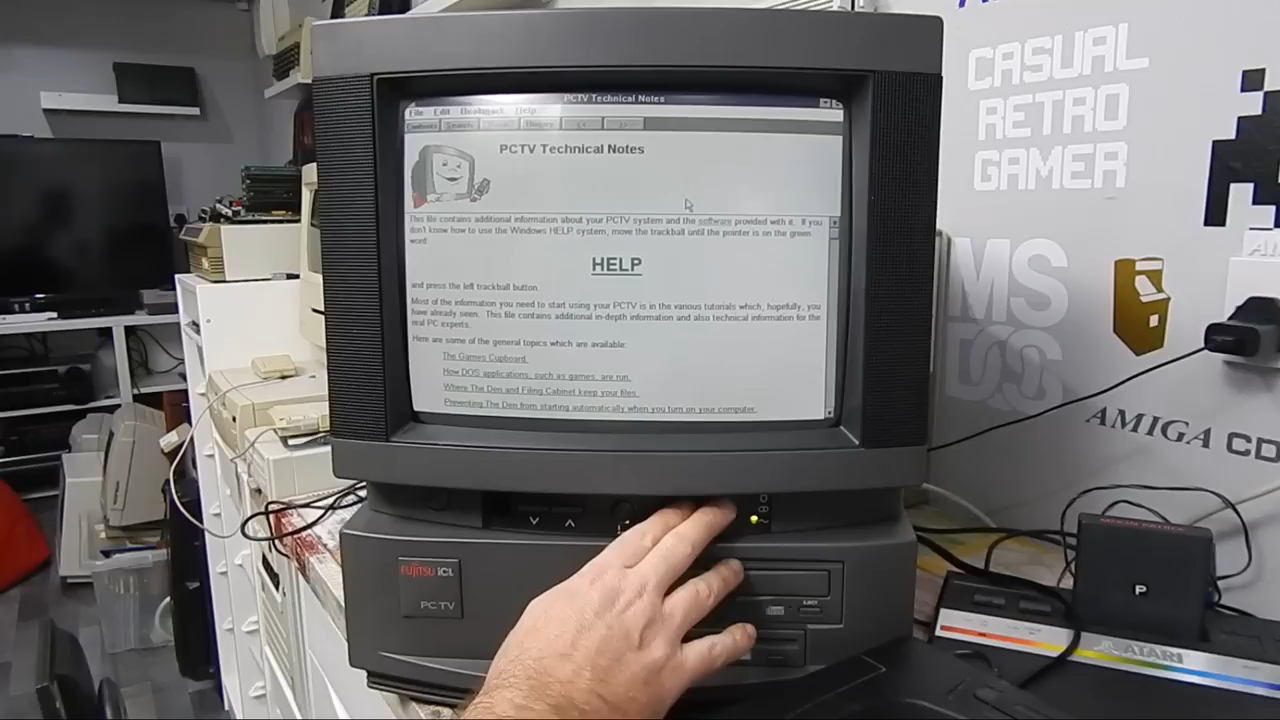 PCTV Technical Notes
File Edit Bookmark Help
Contents Search History << >>
PCTV Technical Notes
This file contains additional information about your PCTV system and the software provided with it. If you
don't know how to use the Windows HELP system, move the trackball until the pointer is on the green
word
HELP
and press the left trackball button.
Most of the information you need to start using your PCTV is in the various tutorials which, hopefully, you
have already seen. This file contains additional in-depth information and also technical information for the
real PC experts.
Here are some of the general topics which are available:
The Games Cupboard.
How DOS applications, such as games, are run.
Where The Den and Filing Cabinet keep your files.
Preventing The Den from starting automatically when you turn on your computer.
FUJITSU ICL
PCTV
EJECT
CASUAL
RETRO
GAMER
MS
DOS
AMIGA CD
P
ATARI